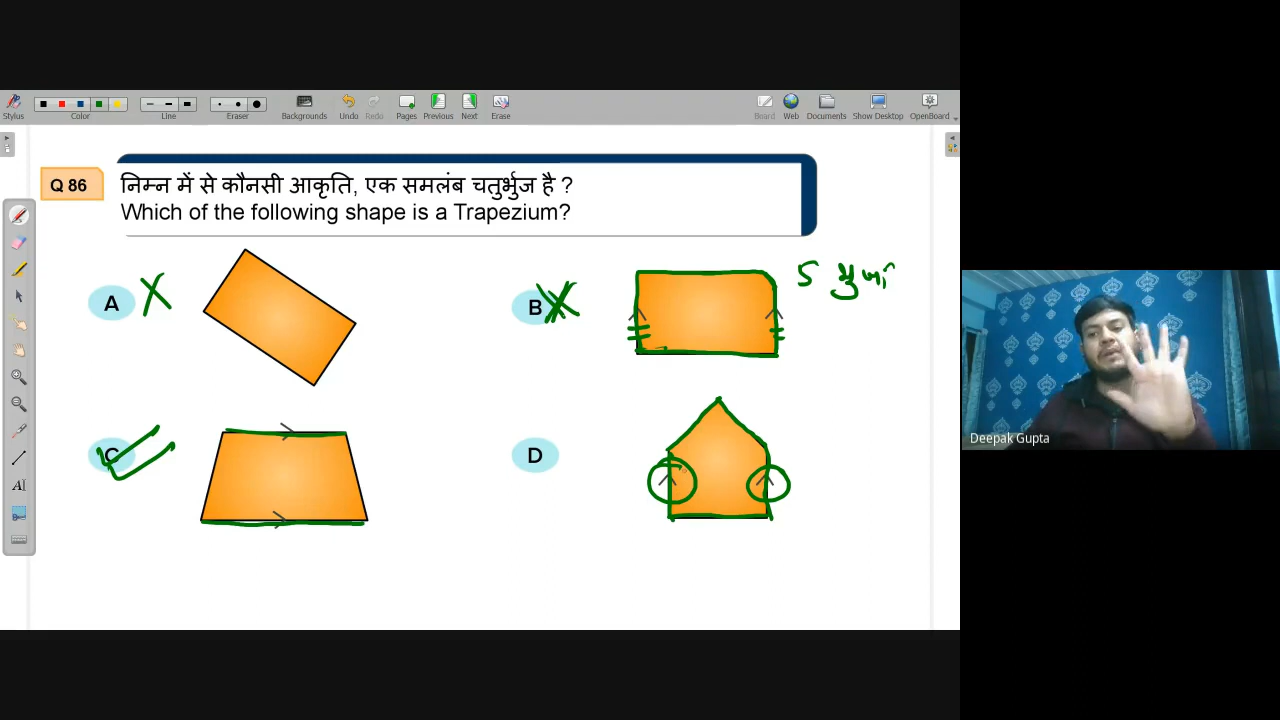 Stylus
Color
Line
Eraser
Backgrounds
Undo
Redo
Pages
Previous
Next
Erase
Board
Web
Documents
Show Desktop
OpenBoard
Q 86
निम्न में से कौनसी आकृति, एक समलंब चतुर्भुज है ?
Which of the following shape is a Trapezium?
A
B
5 भुजा
C
D
Deepak Gupta